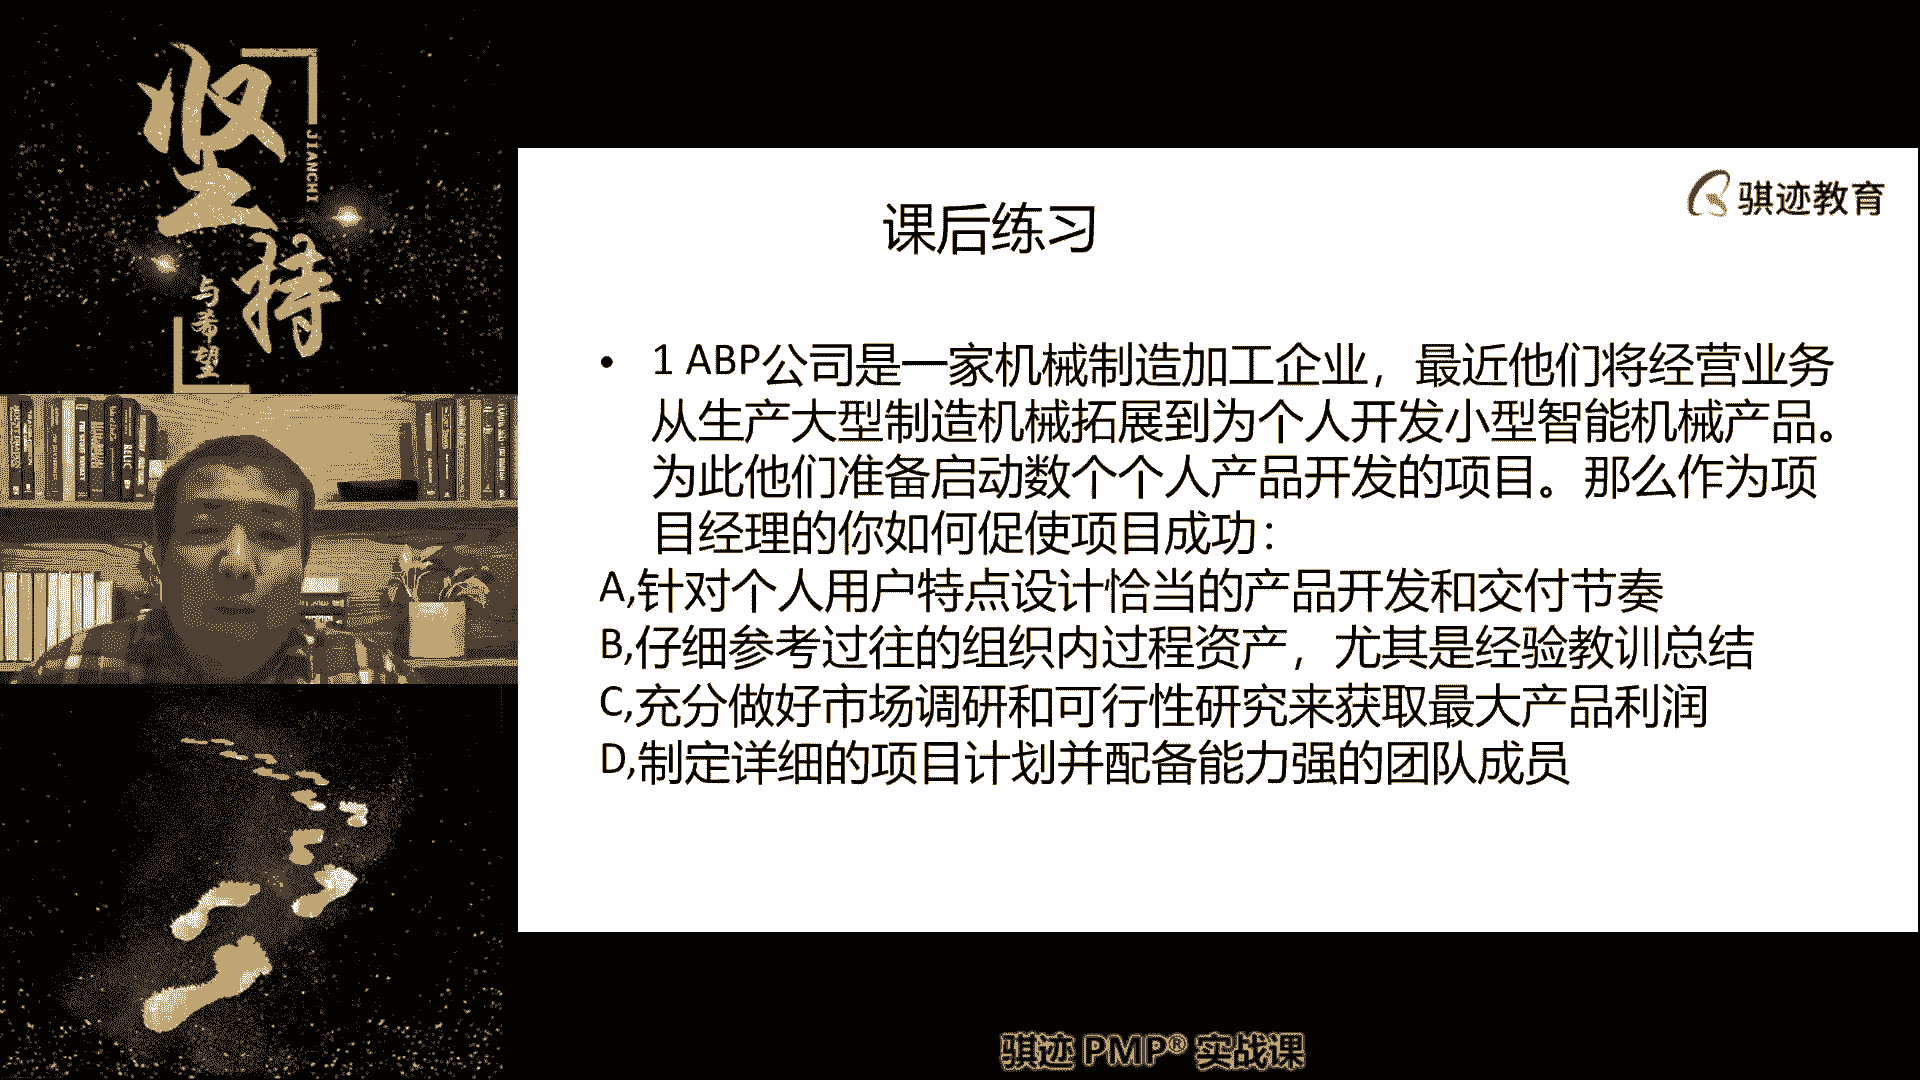 坚持
JIANCHI
与希望
骐迹教育
课后练习
• 1 ABP公司是一家机械制造加工企业，最近他们将经营业务
从生产大型制造机械拓展到为个人开发小型智能机械产品。
为此他们准备启动数个个人产品开发的项目。那么作为项
目经理的你如何促使项目成功：
A,针对个人用户特点设计恰当的产品开发和交付节奏
B,仔细参考过往的组织内过程资产，尤其是经验教训总结
C,充分做好市场调研和可行性研究来获取最大产品利润
D,制定详细的项目计划并配备能力强的团队成员
骐迹 PMP® 实战课